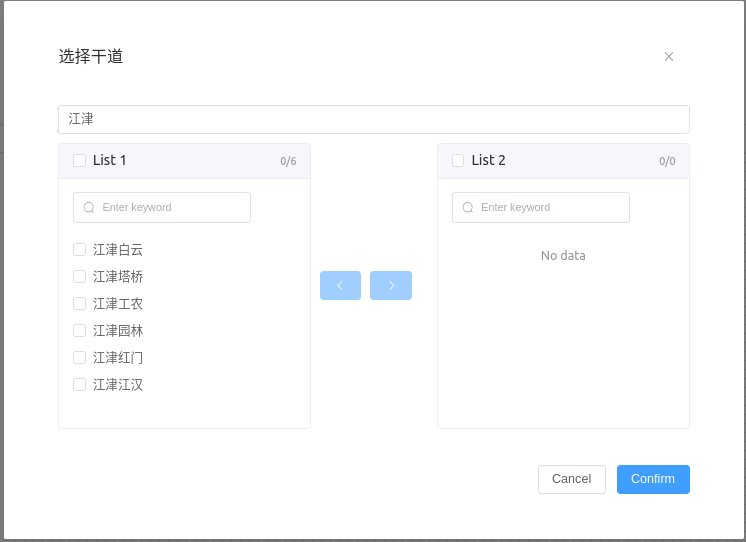 选择干道
江津
List 1 0/6
Enter keyword
江津白云
江津塔桥
江津工农
江津园林
江津红门
江津江汉
List 2 0/0
Enter keyword
No data
Cancel Confirm